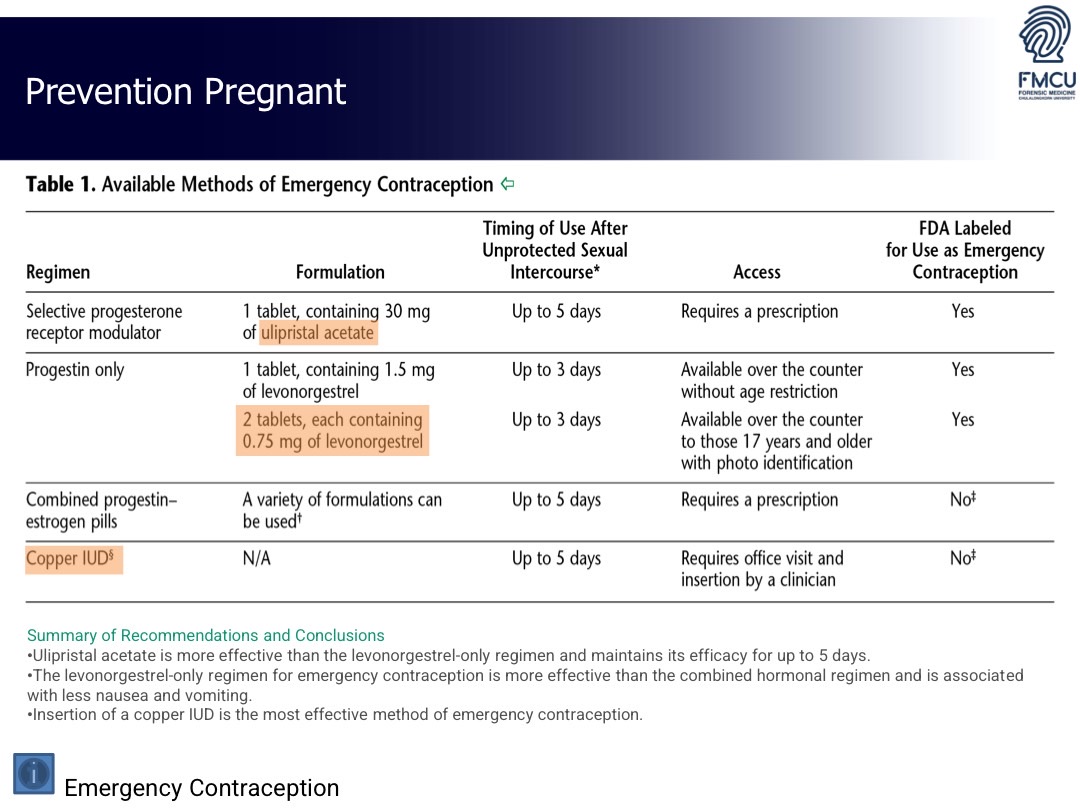 FMCU
FORENSIC MEDICINE
CHULALONGKORN UNIVERSITY
Prevention Pregnant
Table 1. Available Methods of Emergency Contraception ⇦
Regimen
Formulation
Timing of Use After
Unprotected Sexual
Intercourse*
Access
FDA Labeled
for Use as Emergency
Contraception
Selective progesterone
receptor modulator
1 tablet, containing 30 mg
of ulipristal acetate
Up to 5 days
Requires a prescription
Yes
Progestin only
1 tablet, containing 1.5 mg
of levonorgestrel
Up to 3 days
Available over the counter
without age restriction
Yes
2 tablets, each containing
0.75 mg of levonorgestrel
Up to 3 days
Available over the counter
to those 17 years and older
with photo identification
Yes
Combined progestin–
estrogen pills
A variety of formulations can
be used†
Up to 5 days
Requires a prescription
No‡
Copper IUD§
N/A
Up to 5 days
Requires office visit and
insertion by a clinician
No‡
Summary of Recommendations and Conclusions
•Ulipristal acetate is more effective than the levonorgestrel-only regimen and maintains its efficacy for up to 5 days.
•The levonorgestrel-only regimen for emergency contraception is more effective than the combined hormonal regimen and is associated
with less nausea and vomiting.
•Insertion of a copper IUD is the most effective method of emergency contraception.
i
Emergency Contraception